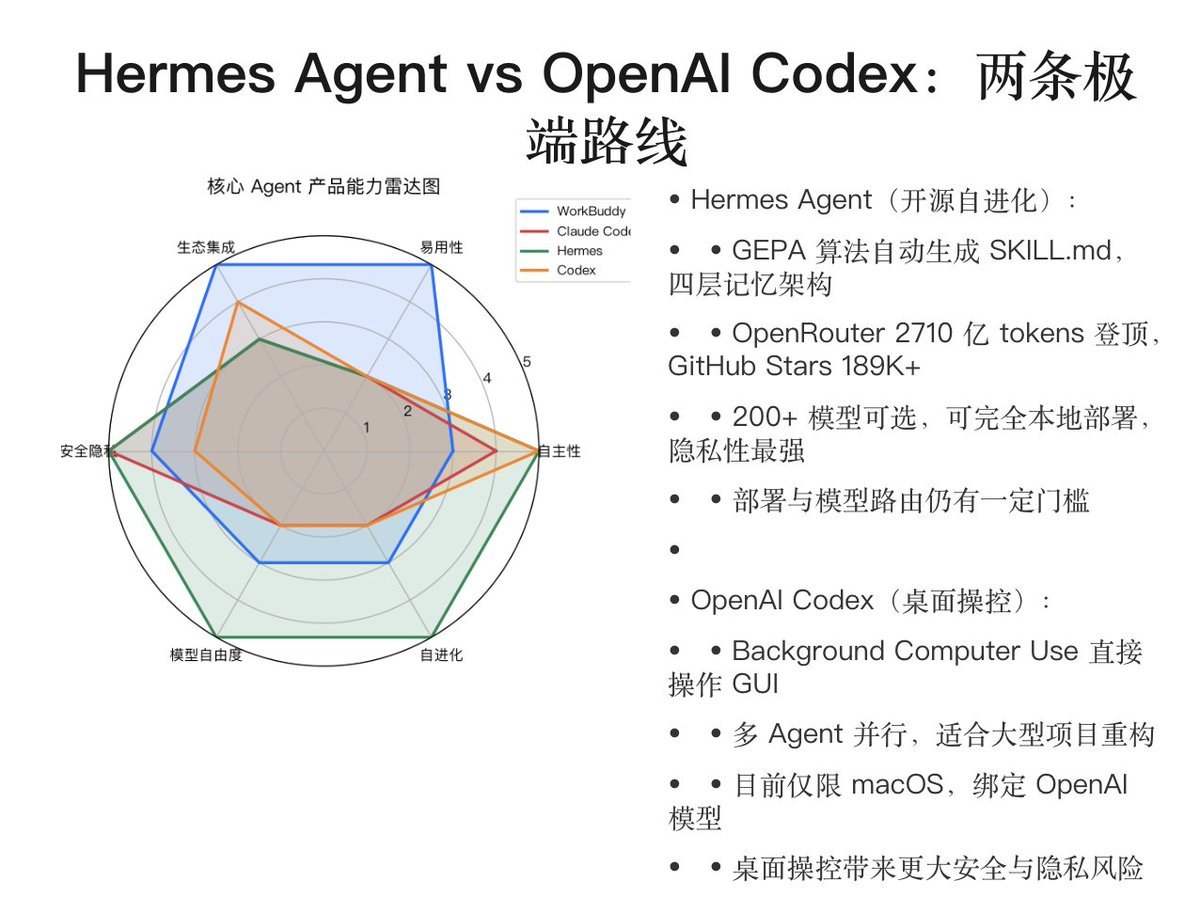 Hermes Agent vs OpenAI Codex：两条极
端路线
核心 Agent 产品能力雷达图
WorkBuddy
Claude Code
Hermes
Codex
生态集成
易用性
安全隐私
自主性
模型自由度
自进化
1
2
3
4
5
• Hermes Agent（开源自进化）：
• • GEPA 算法自动生成 SKILL.md，
四层记忆架构
• • OpenRouter 2710 亿 tokens 登顶，
GitHub Stars 189K+
• • 200+ 模型可选，可完全本地部署，
隐私性最强
• • 部署与模型路由仍有一定门槛
•
• OpenAI Codex（桌面操控）：
• • Background Computer Use 直接
操作 GUI
• • 多 Agent 并行，适合大型项目重构
• • 目前仅限 macOS，绑定 OpenAI
模型
• • 桌面操控带来更大安全与隐私风险